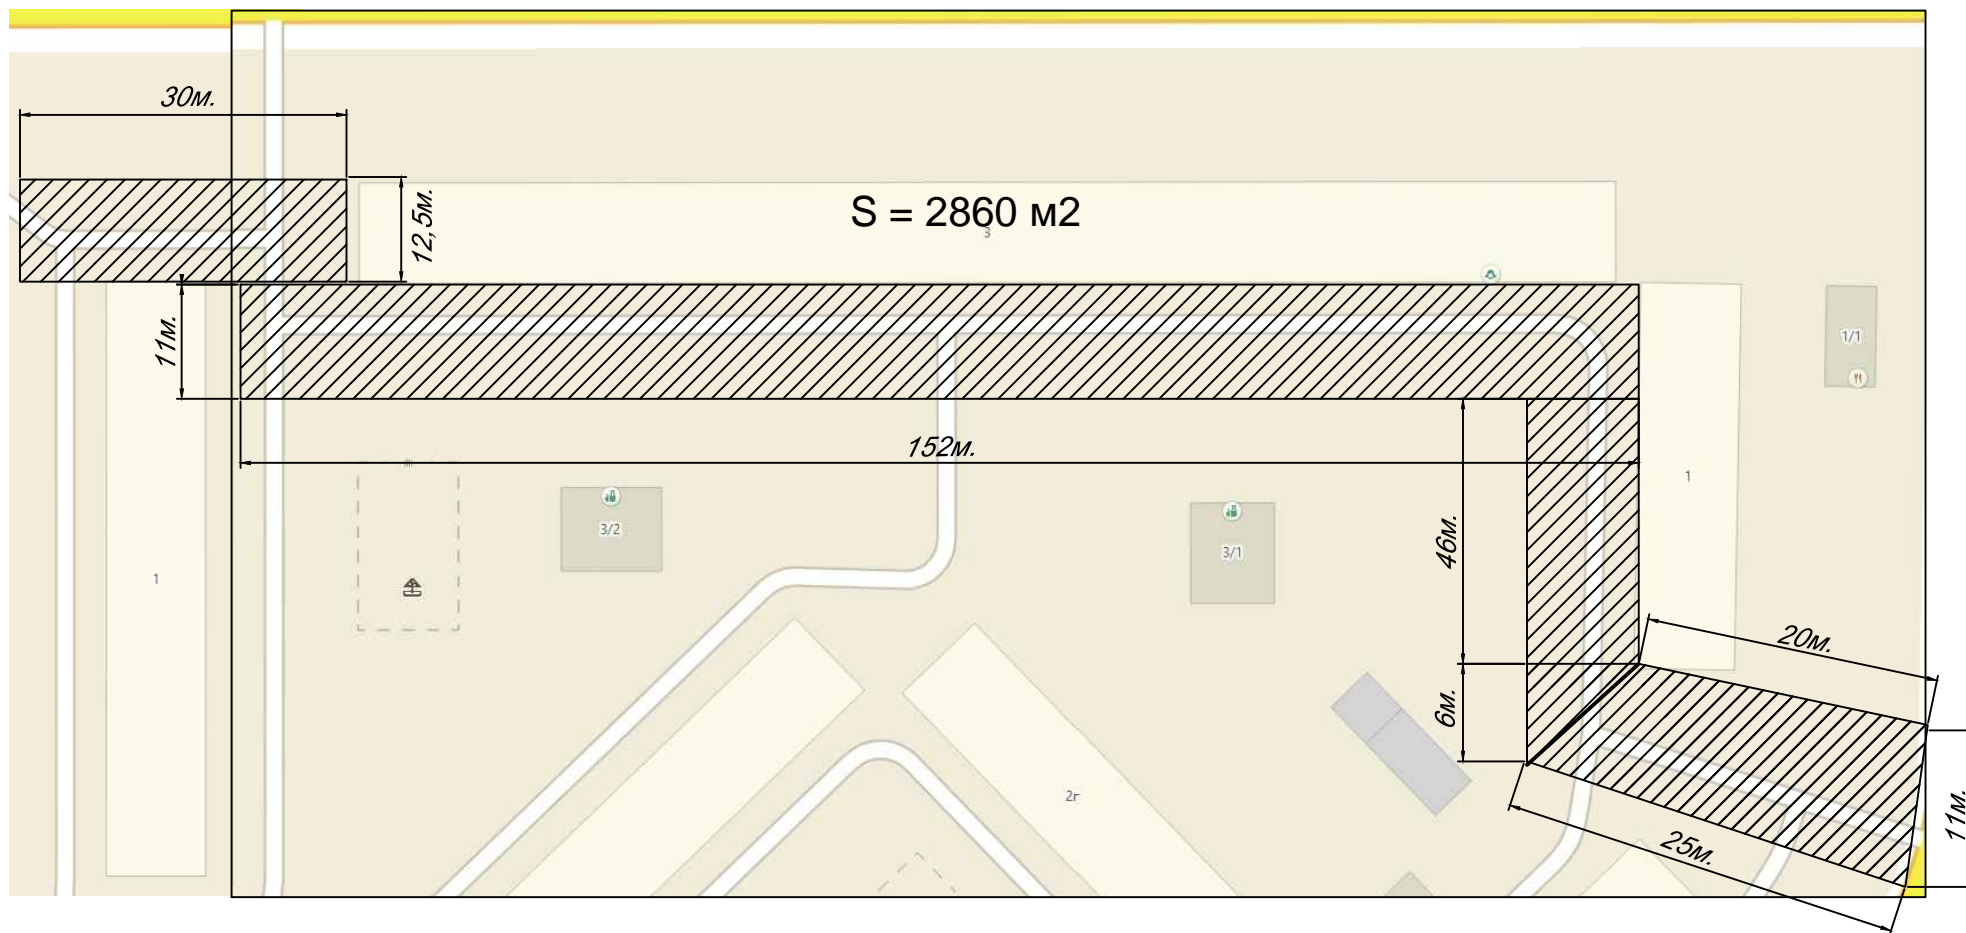 30м.
12,5м.
S = 2860 м2
3
11м.
1/1
152м.
1
46м.
3/2
3/1
1
20м.
6м.
2г
11м.
25м.